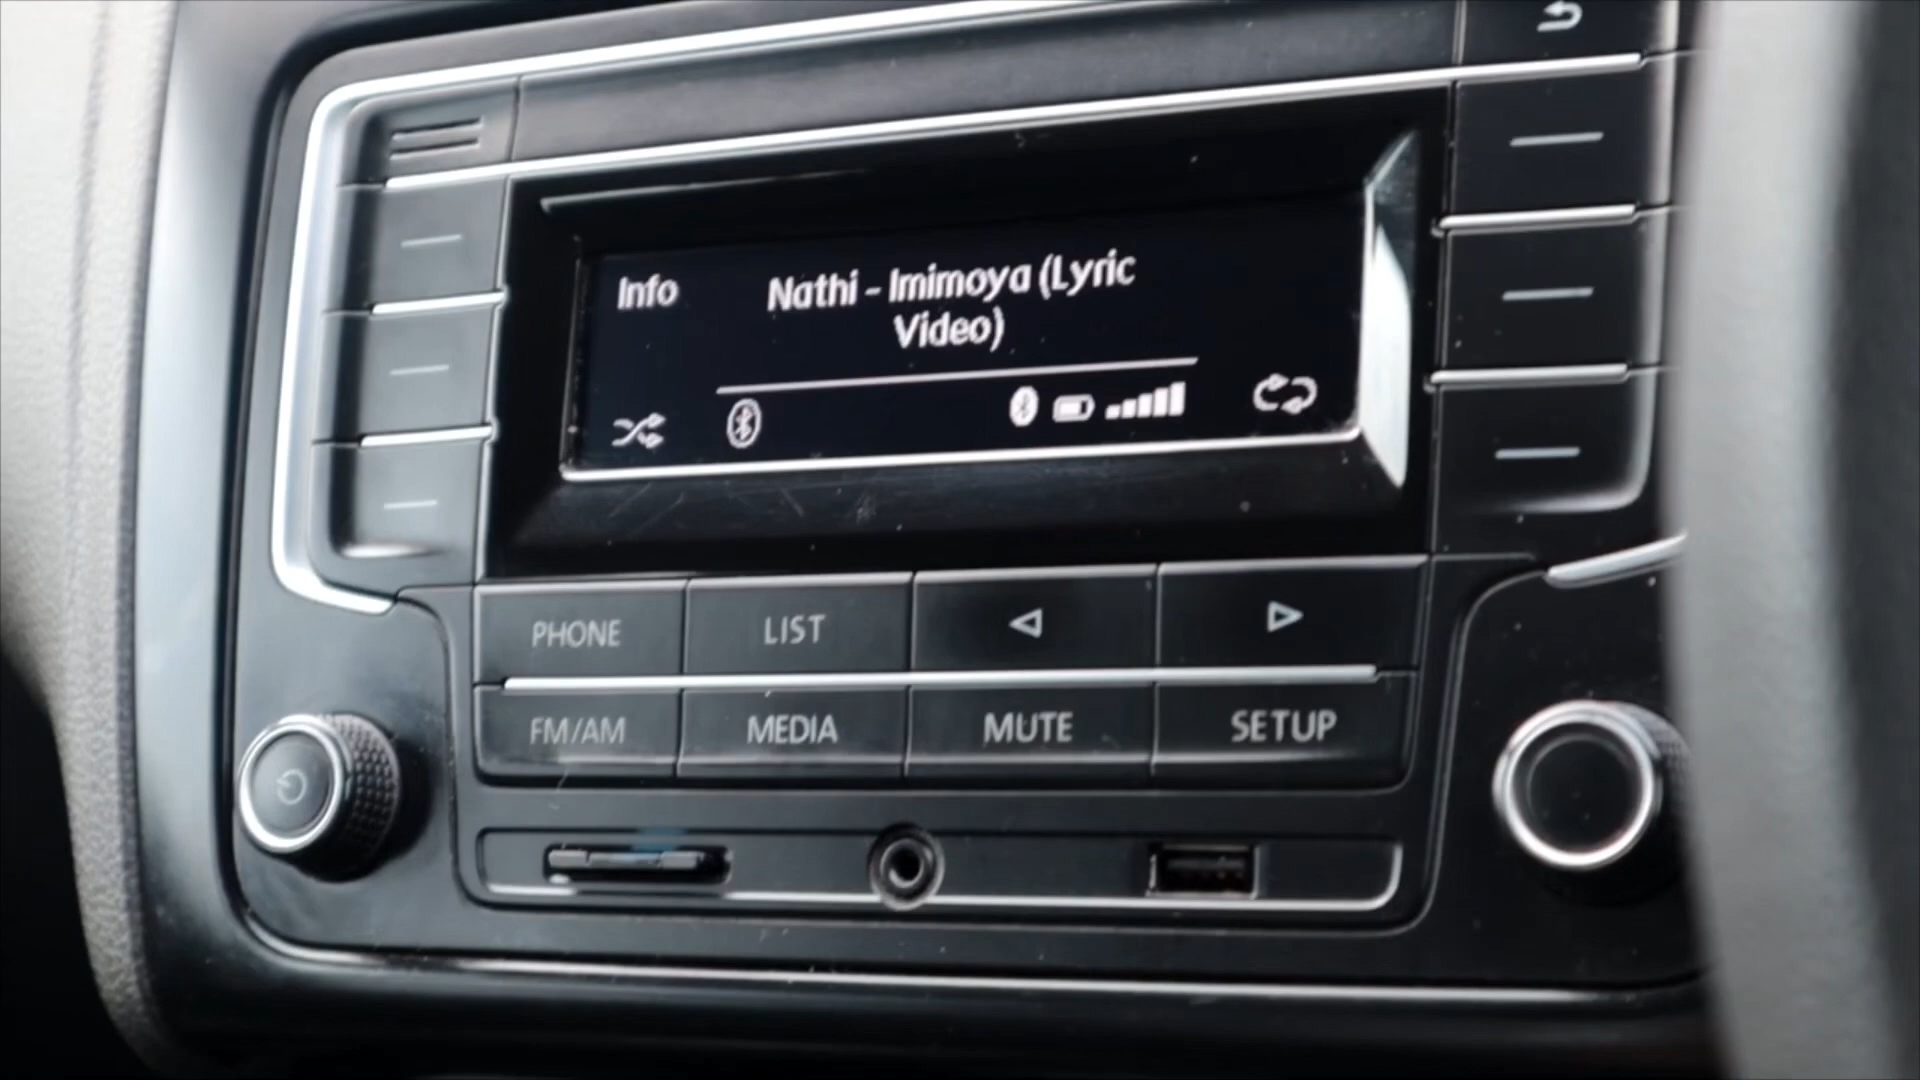 Info
Nathi - Imimoya (Lyric
Video)
PHONE
LIST
FM/AM
MEDIA
MUTE
SETUP